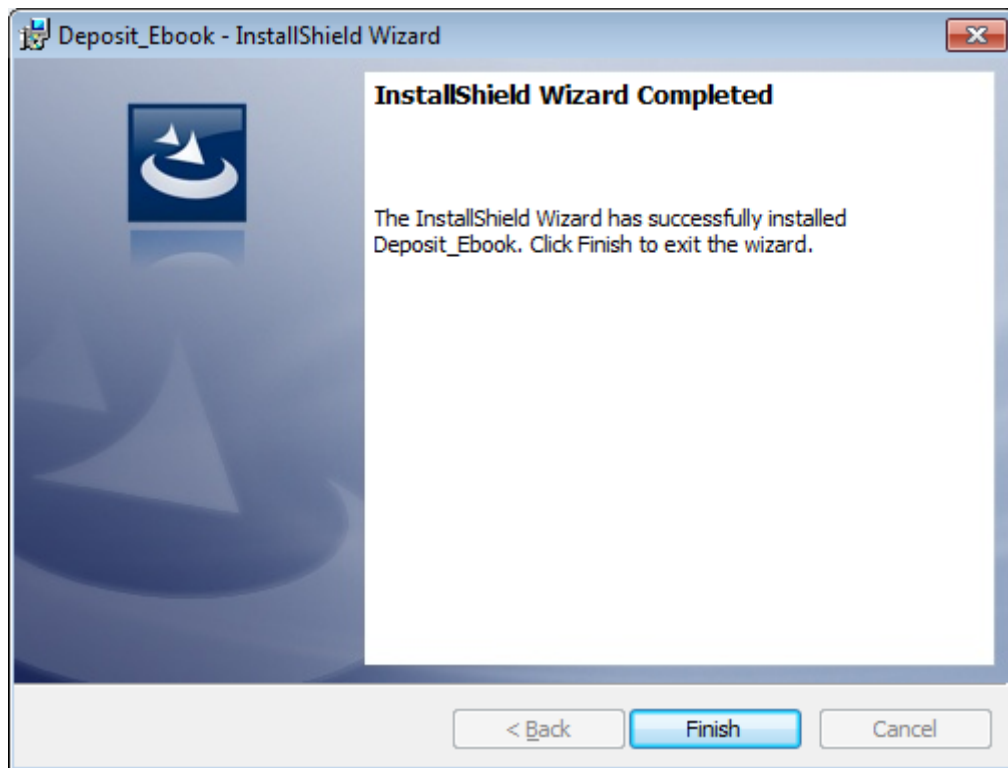 Deposit_Ebook - InstallShield Wizard
InstallShield Wizard Completed
The InstallShield Wizard has successfully installed
Deposit_Ebook. Click Finish to exit the wizard.
< Back
Finish
Cancel